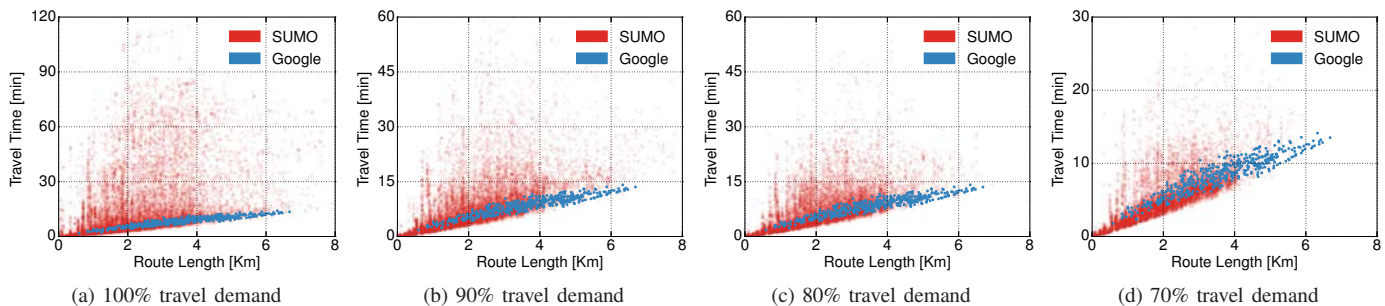 120
90
60
30
0
0 2 4 6 8
Travel Time [min]
Route Length [Km]
SUMO
Google
(a) 100% travel demand
60
45
30
15
0
0 2 4 6 8
Travel Time [min]
Route Length [Km]
SUMO
Google
(b) 90% travel demand
60
45
30
15
0
0 2 4 6 8
Travel Time [min]
Route Length [Km]
SUMO
Google
(c) 80% travel demand
30
20
10
0
0 2 4 6 8
Travel Time [min]
Route Length [Km]
SUMO
Google
(d) 70% travel demand